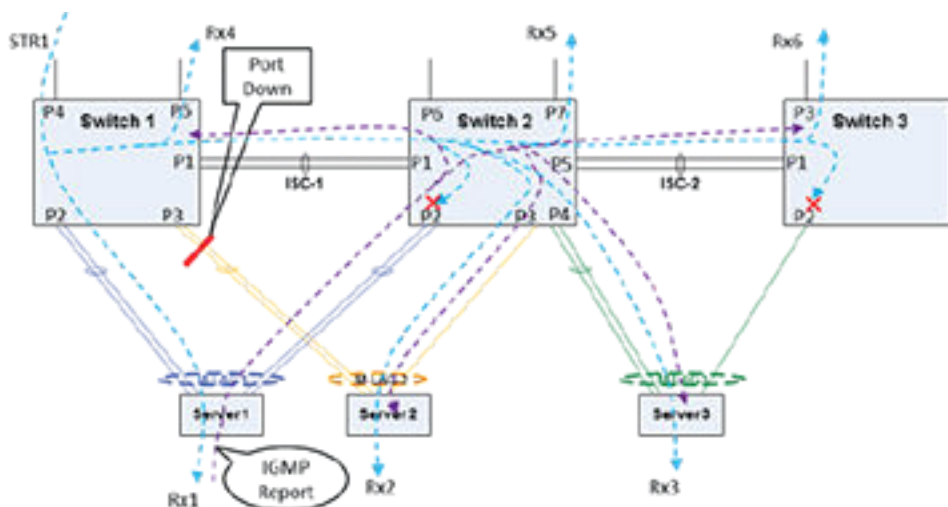 STR1
Rx4
Rx5
Rx6
Port
Down
P4
P5
Switch 1
P6
P7
Switch 2
P3
Switch 3
P1
P1
P5
P1
ISC-1
ISC-2
P2
P3
P2
P3
P4
P2
Server1
Server2
Server3
IGMP
Report
Rx1
Rx2
Rx3